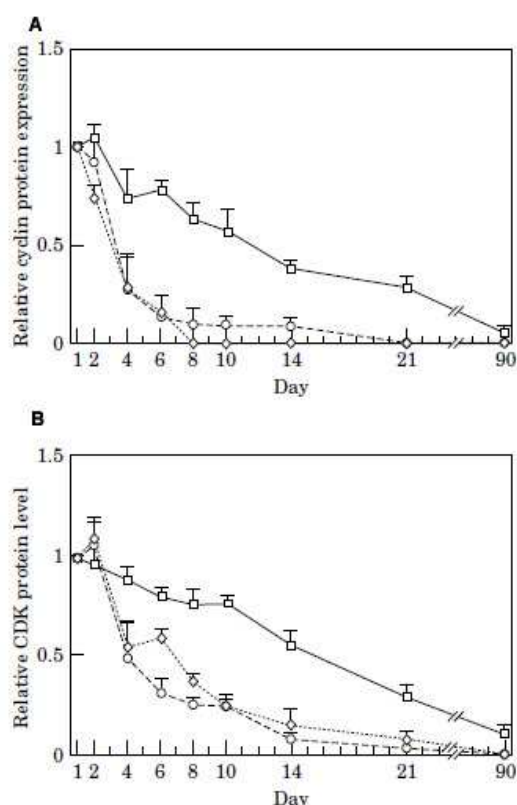 A
Relative cyclin protein expression
1.5
1
0.5
0
1 2 4 6 8 10 14 21 90
Day
B
Relative CDK protein level
1.5
1
0.5
0
1 2 4 6 8 10 14 21 90
Day